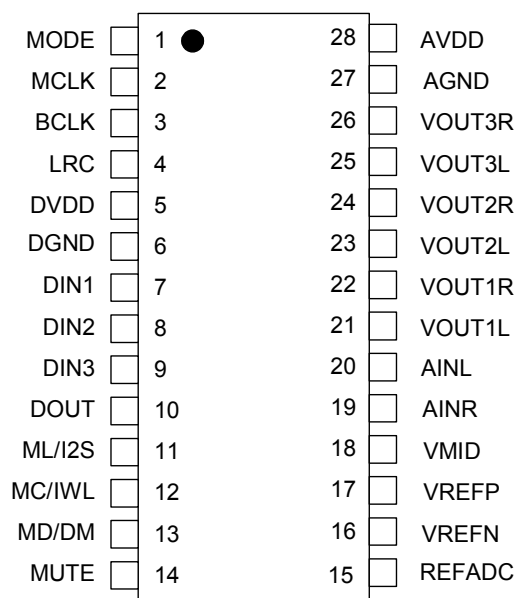 MODE 1 28 AVDD
MCLK 2 27 AGND
BCLK 3 26 VOUT3R
LRC 4 25 VOUT3L
DVDD 5 24 VOUT2R
DGND 6 23 VOUT2L
DIN1 7 22 VOUT1R
DIN2 8 21 VOUT1L
DIN3 9 20 AINL
DOUT 10 19 AINR
ML/I2S 11 18 VMID
MC/IWL 12 17 VREFP
MD/DM 13 16 VREFN
MUTE 14 15 REFADC